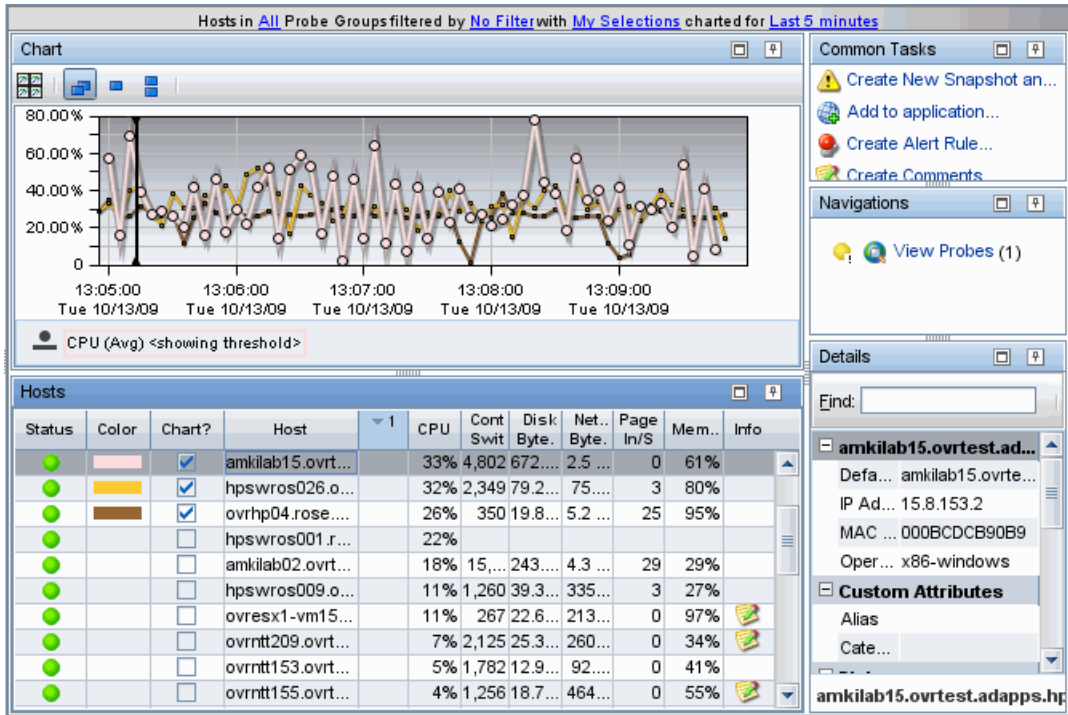 Hosts in All Probe Groups filtered by No Filter with My Selections charted for Last 5 minutes
Chart
80.00%
60.00%
40.00%
20.00%
0
13:05:00 13:06:00 13:07:00 13:08:00 13:09:00
Tue 10/13/09 Tue 10/13/09 Tue 10/13/09 Tue 10/13/09 Tue 10/13/09
CPU (Avg) <showing threshold>
Common Tasks
Create New Snapshot an...
Add to application...
Create Alert Rule...
Create Comments
Navigations
View Probes (1)
Hosts
Status Color Chart? Host 1 CPU Cont Swit Disk Byte. Net.. Byte. Page In/S Mem.. Info
amkilab15.ovrt... 33% 4,802 672.... 2.5 ... 0 61%
hpswros026.o... 32% 2,349 79.2... 75.... 3 80%
ovrhp04.rose.... 26% 350 19.8... 5.2 ... 25 95%
hpswros001.r... 22%
amkilab02.ovrt... 18% 15,... 243.... 4.3 ... 29 29%
hpswros009.o... 11% 1,260 39.3... 335... 3 27%
ovresx1-vm15... 11% 267 22.6... 213... 0 97%
ovrntt209.ovrt... 7% 2,125 25.3... 260... 0 34%
ovrntt153.ovrt... 5% 1,782 12.9... 92.... 0 41%
ovrntt155.ovrt... 4% 1,256 18.7... 464... 0 55%
Details
Find:
amkilab15.ovrtest.ad...
Defa... amkilab15.ovrte...
IP Ad... 15.8.153.2
MAC ... 000BCDCB90B9
Oper... x86-windows
Custom Attributes
Alias
Cate...
amkilab15.ovrtest.adapps.hp